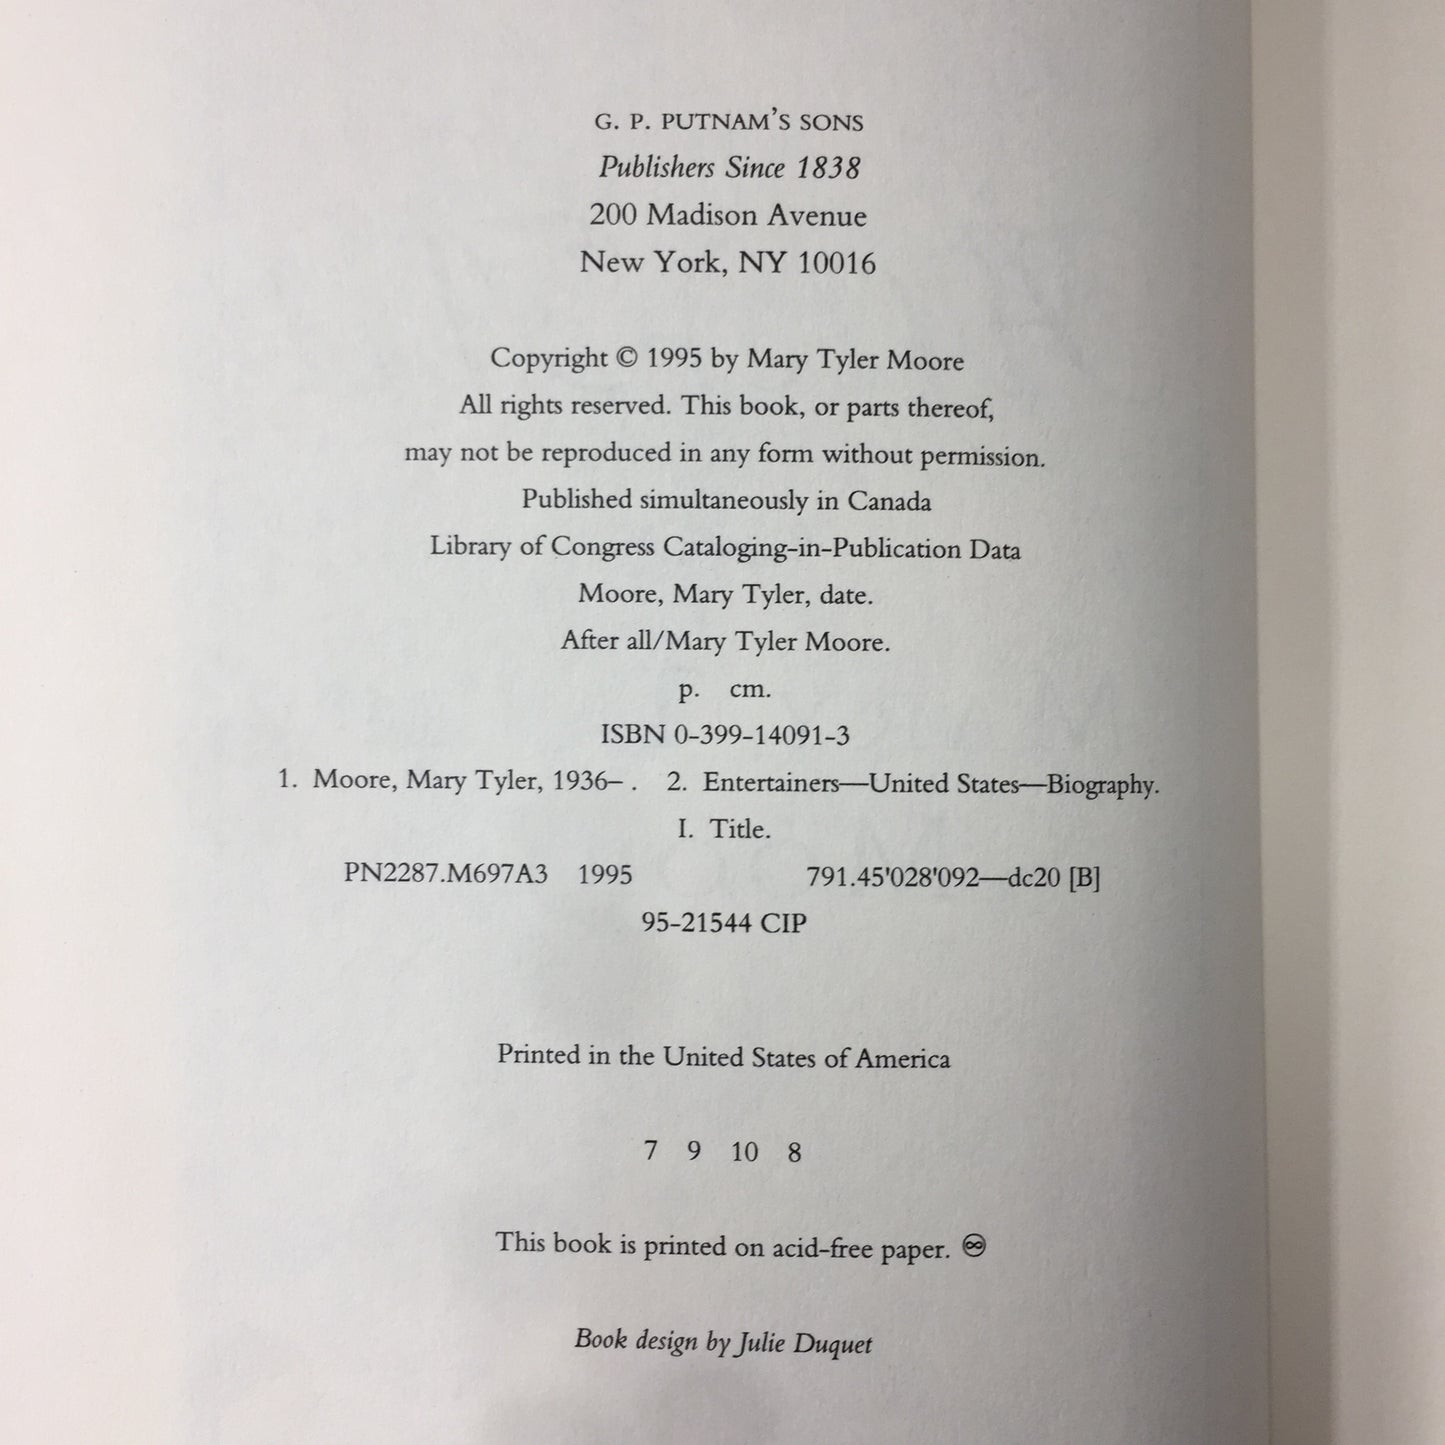 G. P. PUTNAM'S SONS
Publishers Since 1838
200 Madison Avenue
New York, NY 10016
Copyright © 1995 by Mary Tyler Moore
All rights reserved. This book, or parts thereof,
may not be reproduced in any form without permission.
Published simultaneously in Canada
Library of Congress Cataloging-in-Publication Data
Moore, Mary Tyler, date.
After all/Mary Tyler Moore.
p. cm.
ISBN 0-399-14091-3
1. Moore, Mary Tyler, 1936– . 2. Entertainers—United States—Biography.
I. Title.
PN2287.M697A3 1995 791.45'028'092—dc20 [B]
95-21544 CIP
Printed in the United States of America
7 9 10 8
This book is printed on acid-free paper. ♾
Book design by Julie Duquet